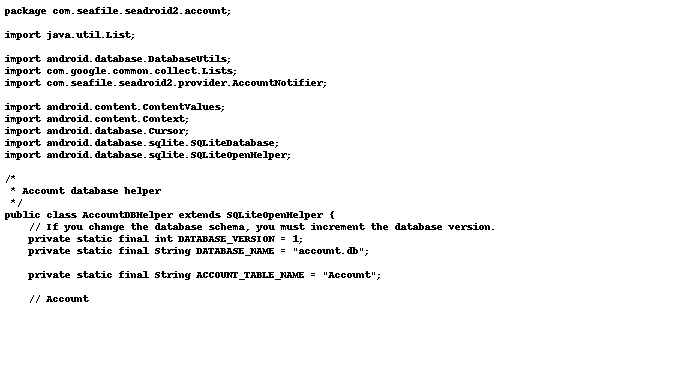 package com.seafile.seadroid2.account;

import java.util.List;

import android.database.DatabaseUtils;
import com.google.common.collect.Lists;
import com.seafile.seadroid2.provider.AccountNotifier;

import android.content.ContentValues;
import android.content.Context;
import android.database.Cursor;
import android.database.sqlite.SQLiteDatabase;
import android.database.sqlite.SQLiteOpenHelper;

/*
 * Account database helper
 */
public class AccountDBHelper extends SQLiteOpenHelper {
    // If you change the database schema, you must increment the database version.
    private static final int DATABASE_VERSION = 1;
    private static final String DATABASE_NAME = "account.db";

    private static final String ACCOUNT_TABLE_NAME = "Account";

    // Account